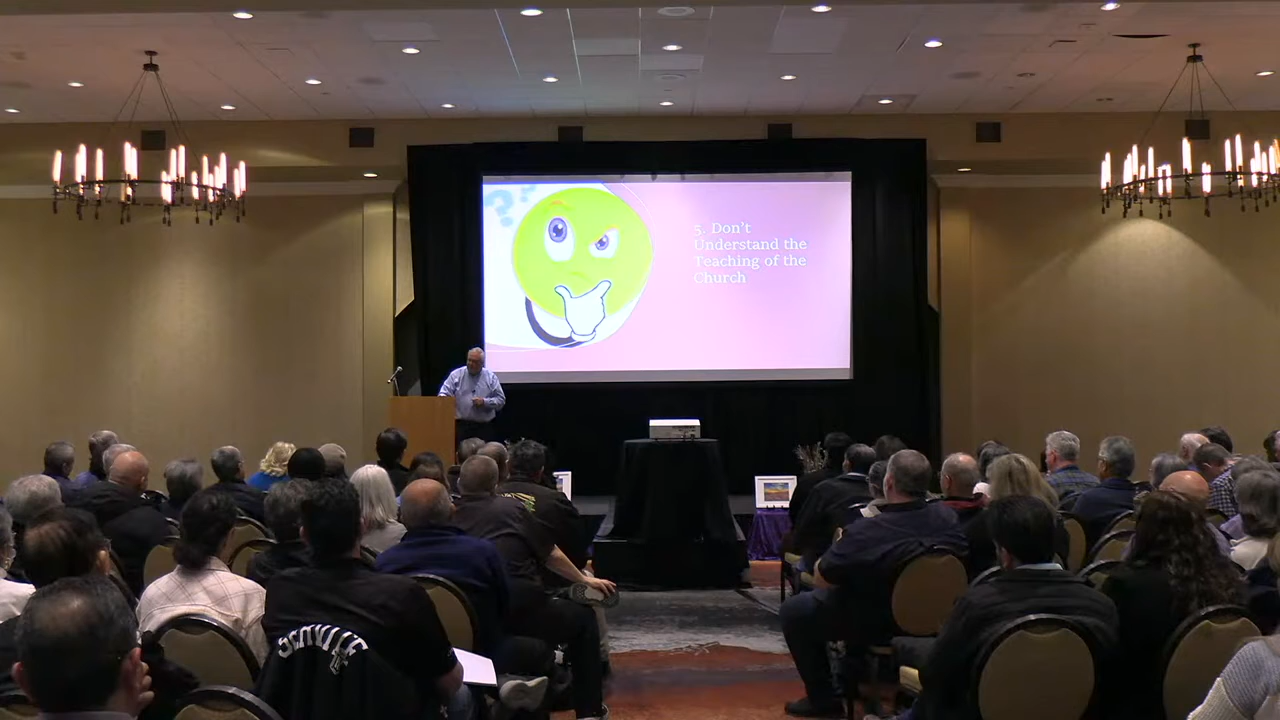 5. Don't
Understand the
Teaching of the
Church